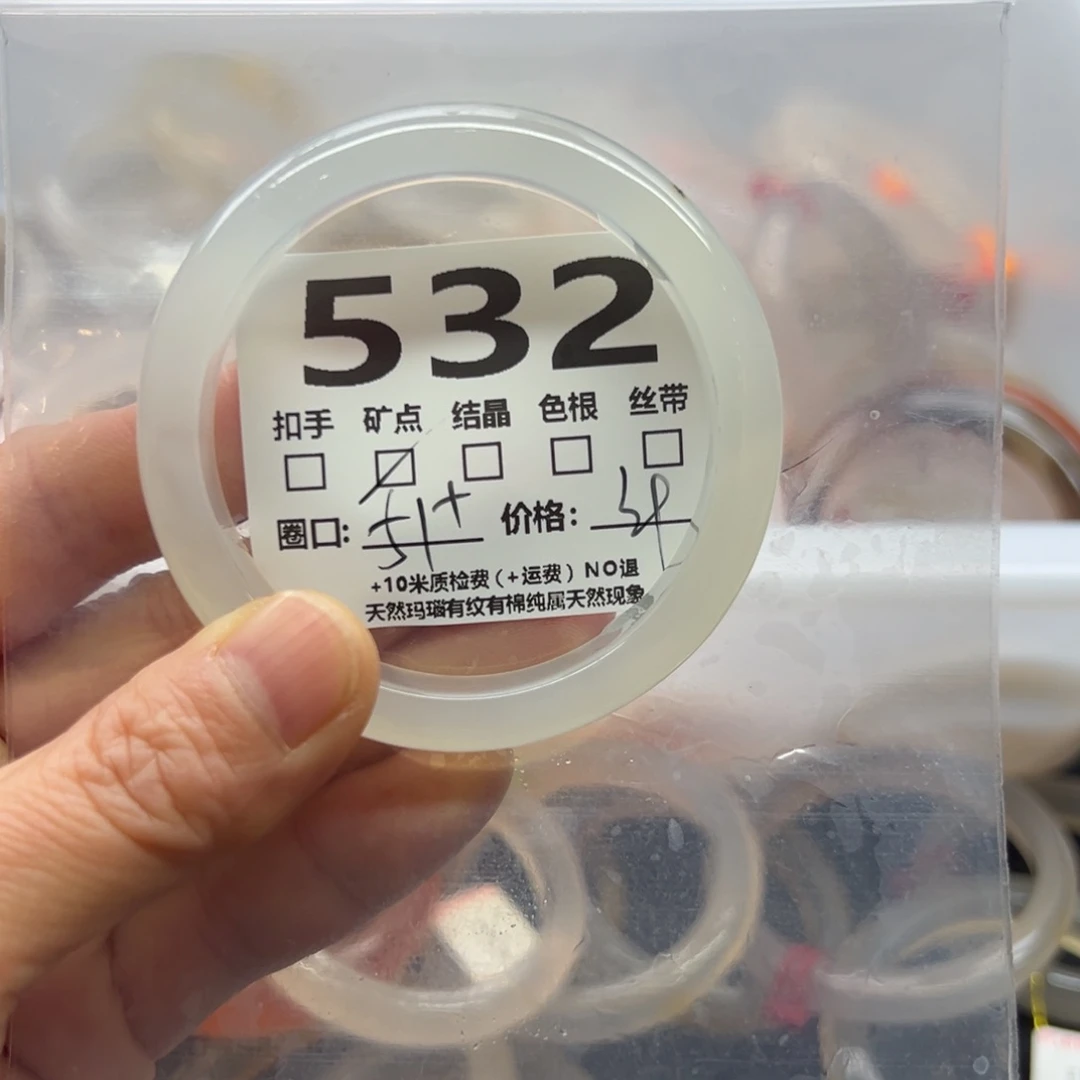 532
扣手 矿点 结晶 色根 丝带
圈口: 51+ 价格:
+10米质检费(+运费) NO退
天然玛瑙有纹有棉纯属天然现象